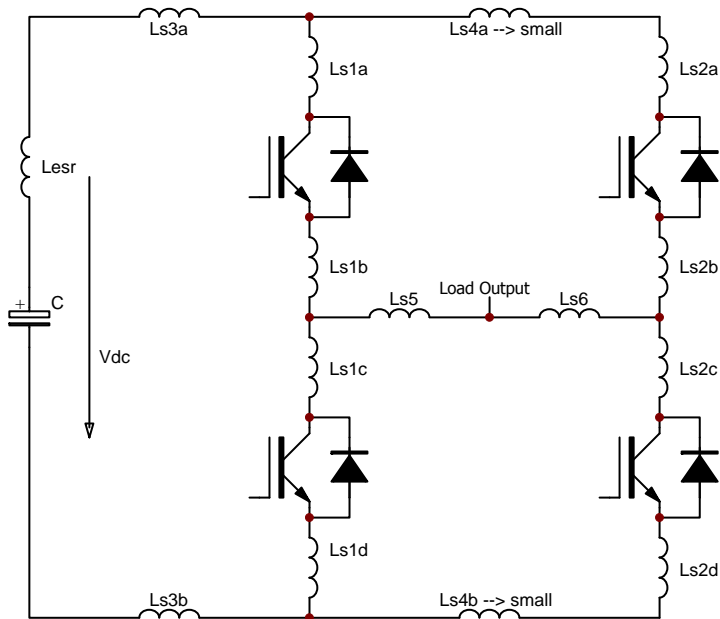 Ls3a
Ls4a --> small
Ls1a
Ls2a
Lesr
Ls1b
Ls2b
+
C
Ls5
Load Output
Ls6
Vdc
Ls1c
Ls2c
Ls1d
Ls2d
Ls3b
Ls4b --> small